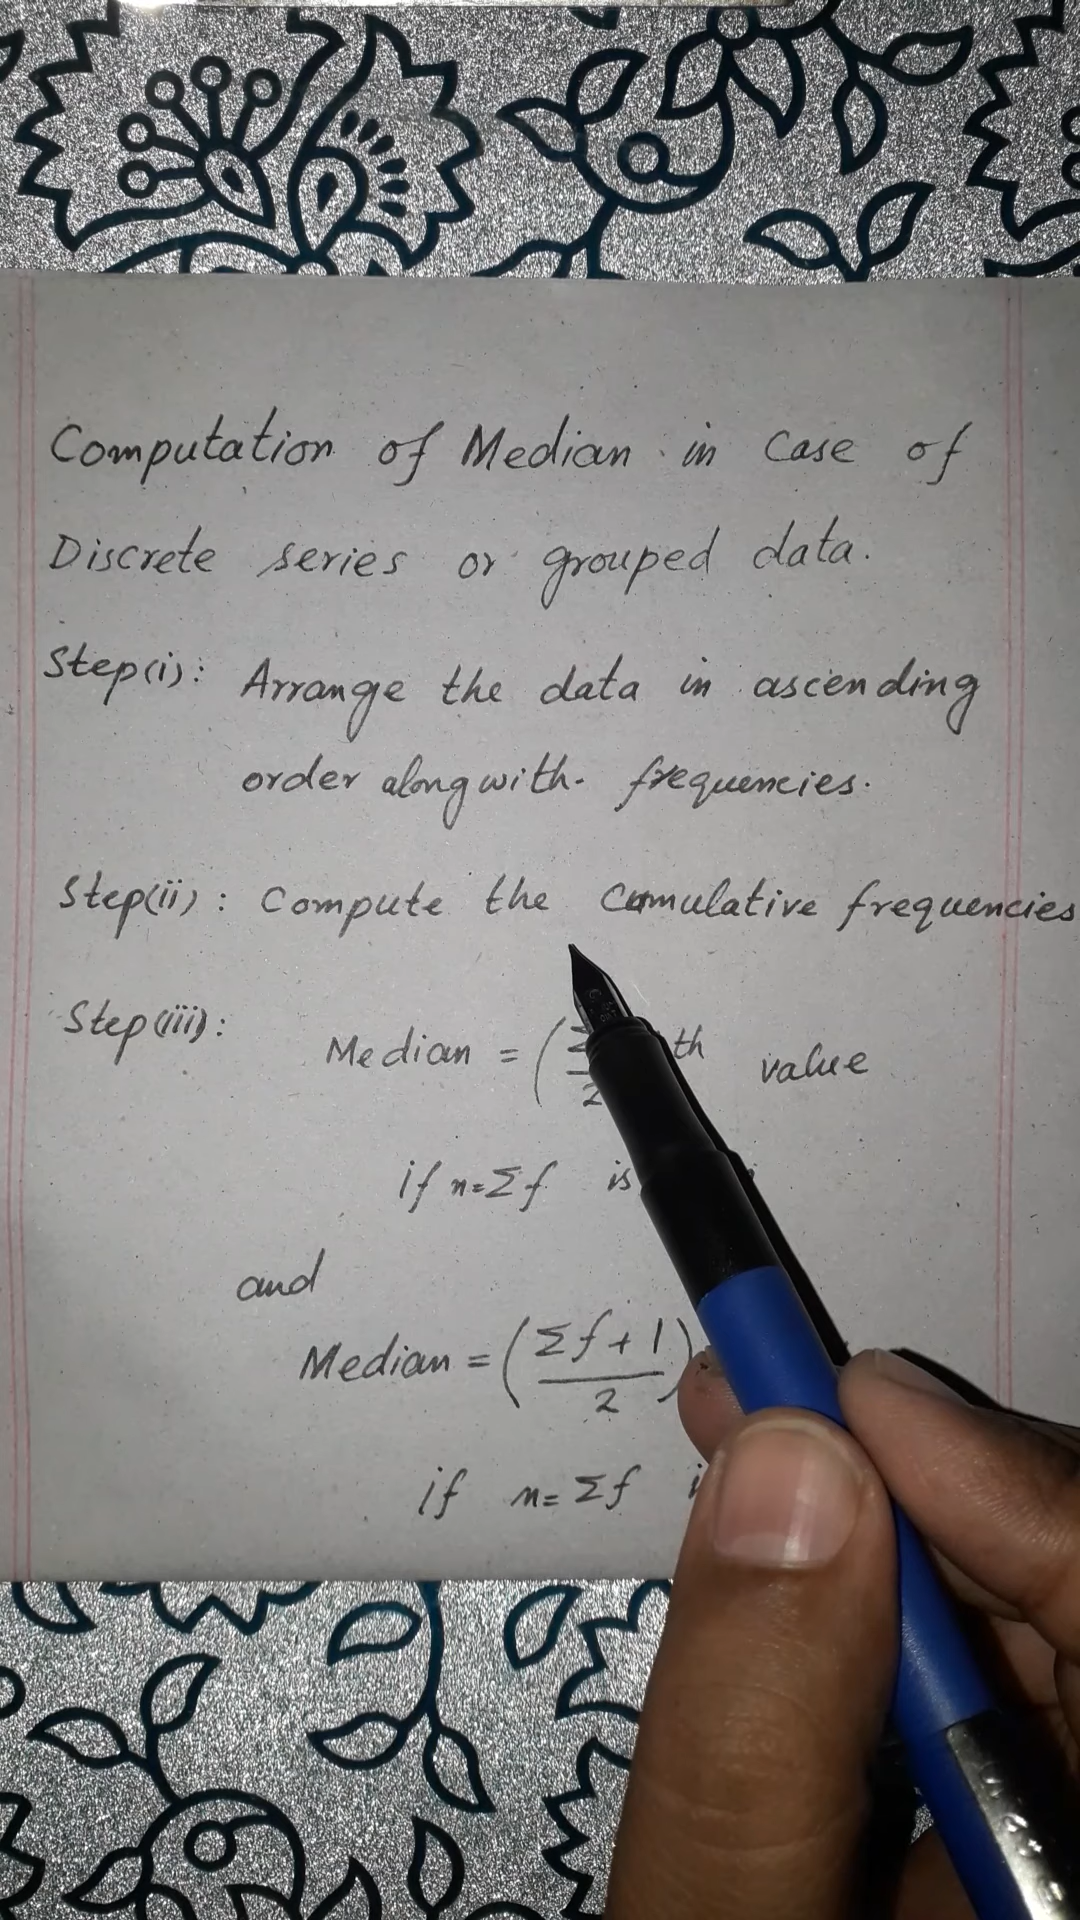 Computation of Median in Case of
Discrete series or grouped data.
Step(i): Arrange the data in ascending
order alongwith frequencies.
Step(ii): Compute the Cumulative frequencies
Step(iii):
Median = ( 2 th value
if n=Σf is
and
Median = (Σf+1)/2
if n=Σf